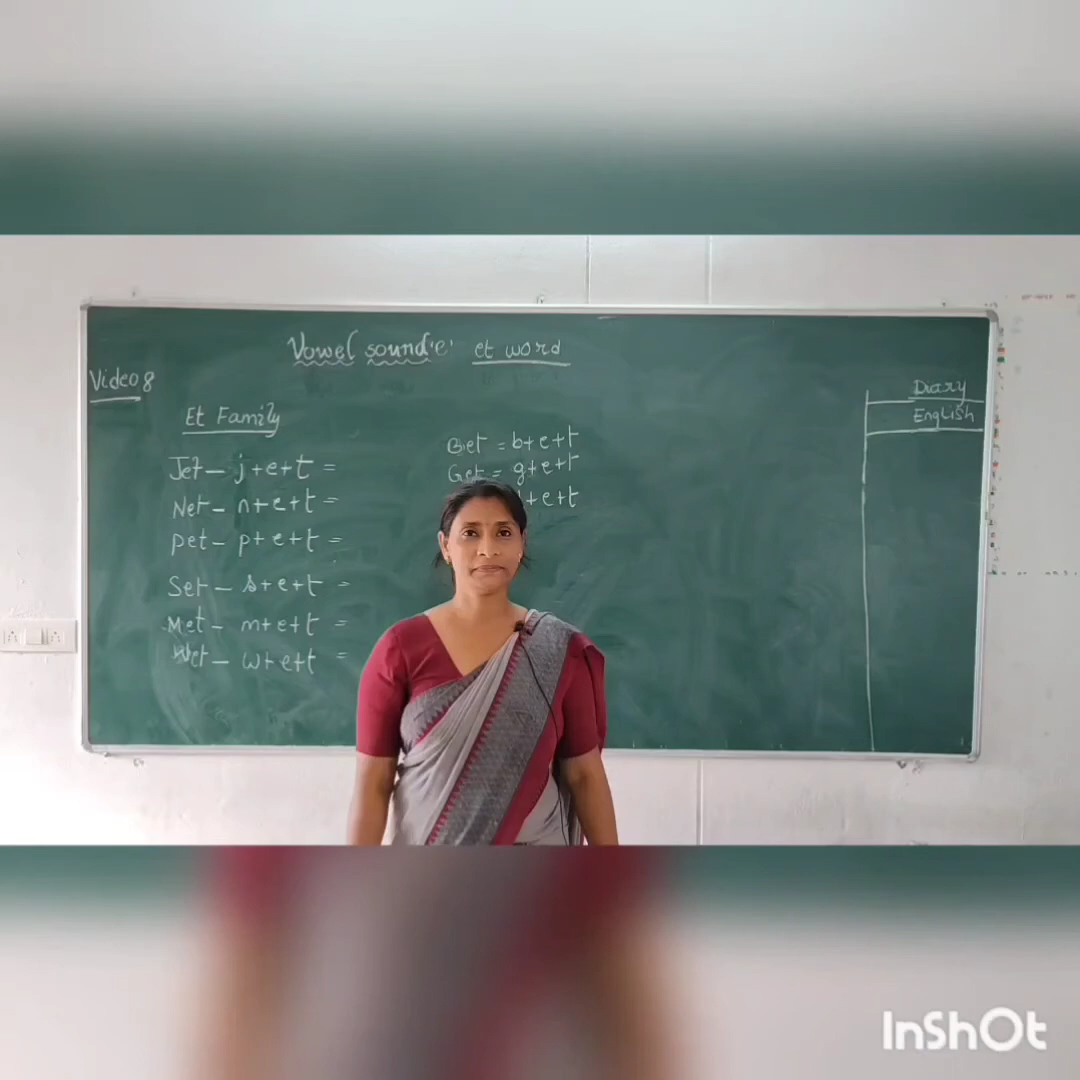 Vowel sound 'e' et word
Video 8
Et Family
Jet – j+e+t =
Net – n+e+t =
pet – p+e+t =
Set – s+e+t =
Met – m+e+t =
Wet – w+e+t =
Bet = b+e+t
Get = g+e+t
+e+t
Diary
English
InShOt